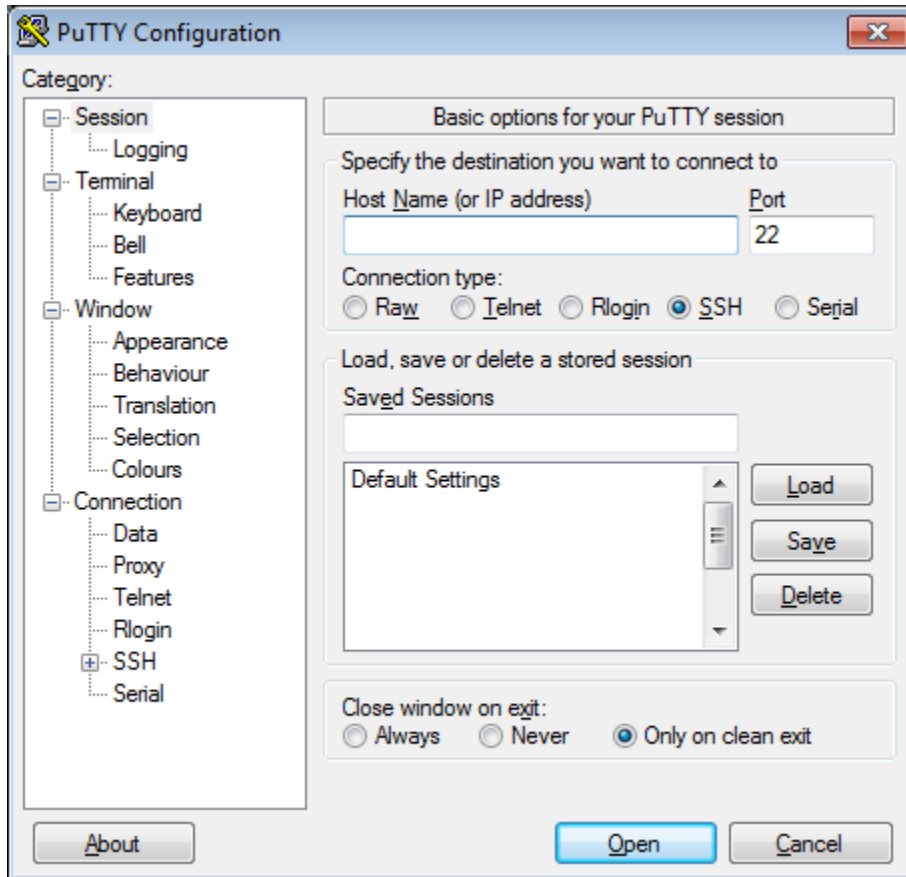 PuTTY Configuration
Category:
Session
Logging
Terminal
Keyboard
Bell
Features
Window
Appearance
Behaviour
Translation
Selection
Colours
Connection
Data
Proxy
Telnet
Rlogin
SSH
Serial
Basic options for your PuTTY session
Specify the destination you want to connect to
Host Name (or IP address) Port
22
Connection type:
Raw Telnet Rlogin SSH Serial
Load, save or delete a stored session
Saved Sessions
Default Settings
Load
Save
Delete
Close window on exit:
Always Never Only on clean exit
About Open Cancel